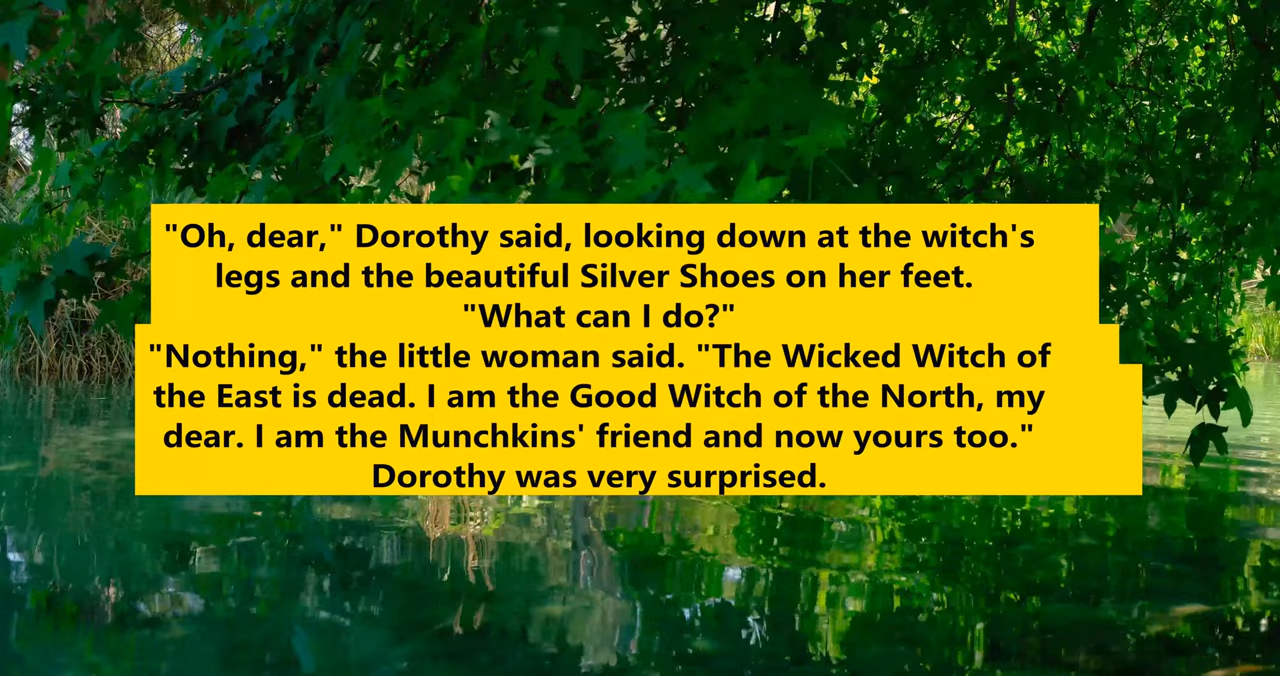 "Oh, dear," Dorothy said, looking down at the witch's
legs and the beautiful Silver Shoes on her feet.
"What can I do?"
"Nothing," the little woman said. "The Wicked Witch of
the East is dead. I am the Good Witch of the North, my
dear. I am the Munchkins' friend and now yours too."
Dorothy was very surprised.